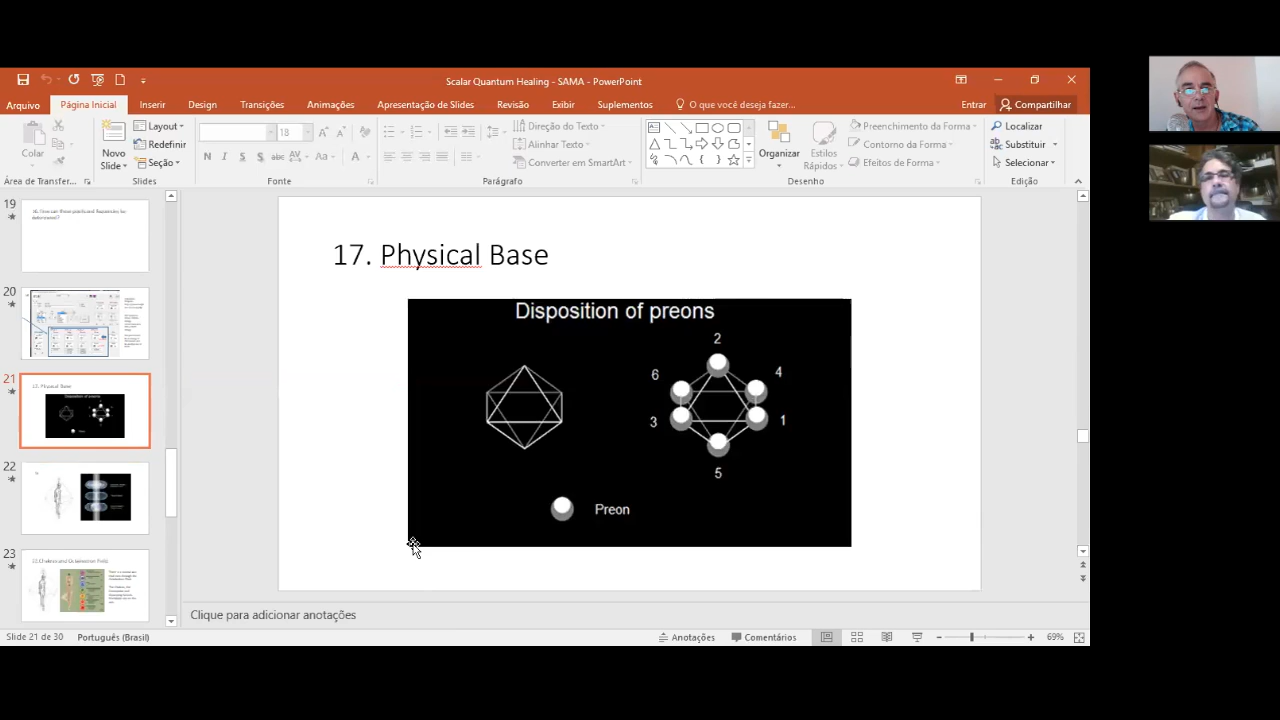 Scalar Quantum Healing - SAMA - PowerPoint
Arquivo Página Inicial Inserir Design Transições Animações Apresentação de Slides Revisão Exibir Suplementos O que você deseja fazer... Entrar Compartilhar
Colar
Novo
Slide
Layout
Redefinir
Seção
18
N I S S abc AV Aa A
Direção do Texto
Alinhar Texto
Converter em SmartArt
Organizar
Estilos
Rápidos
Preenchimento da Forma
Contorno da Forma
Efeitos de Forma
Localizar
Substituir
Selecionar
Área de Transfer... Slides Fonte Parágrafo Desenho Edição
19
20
21
22
23
17. Physical Base
Disposition of preons
2
6
4
3
1
5
Preon
Clique para adicionar anotações
Slide 21 de 30 Português (Brasil) Anotações Comentários 69%